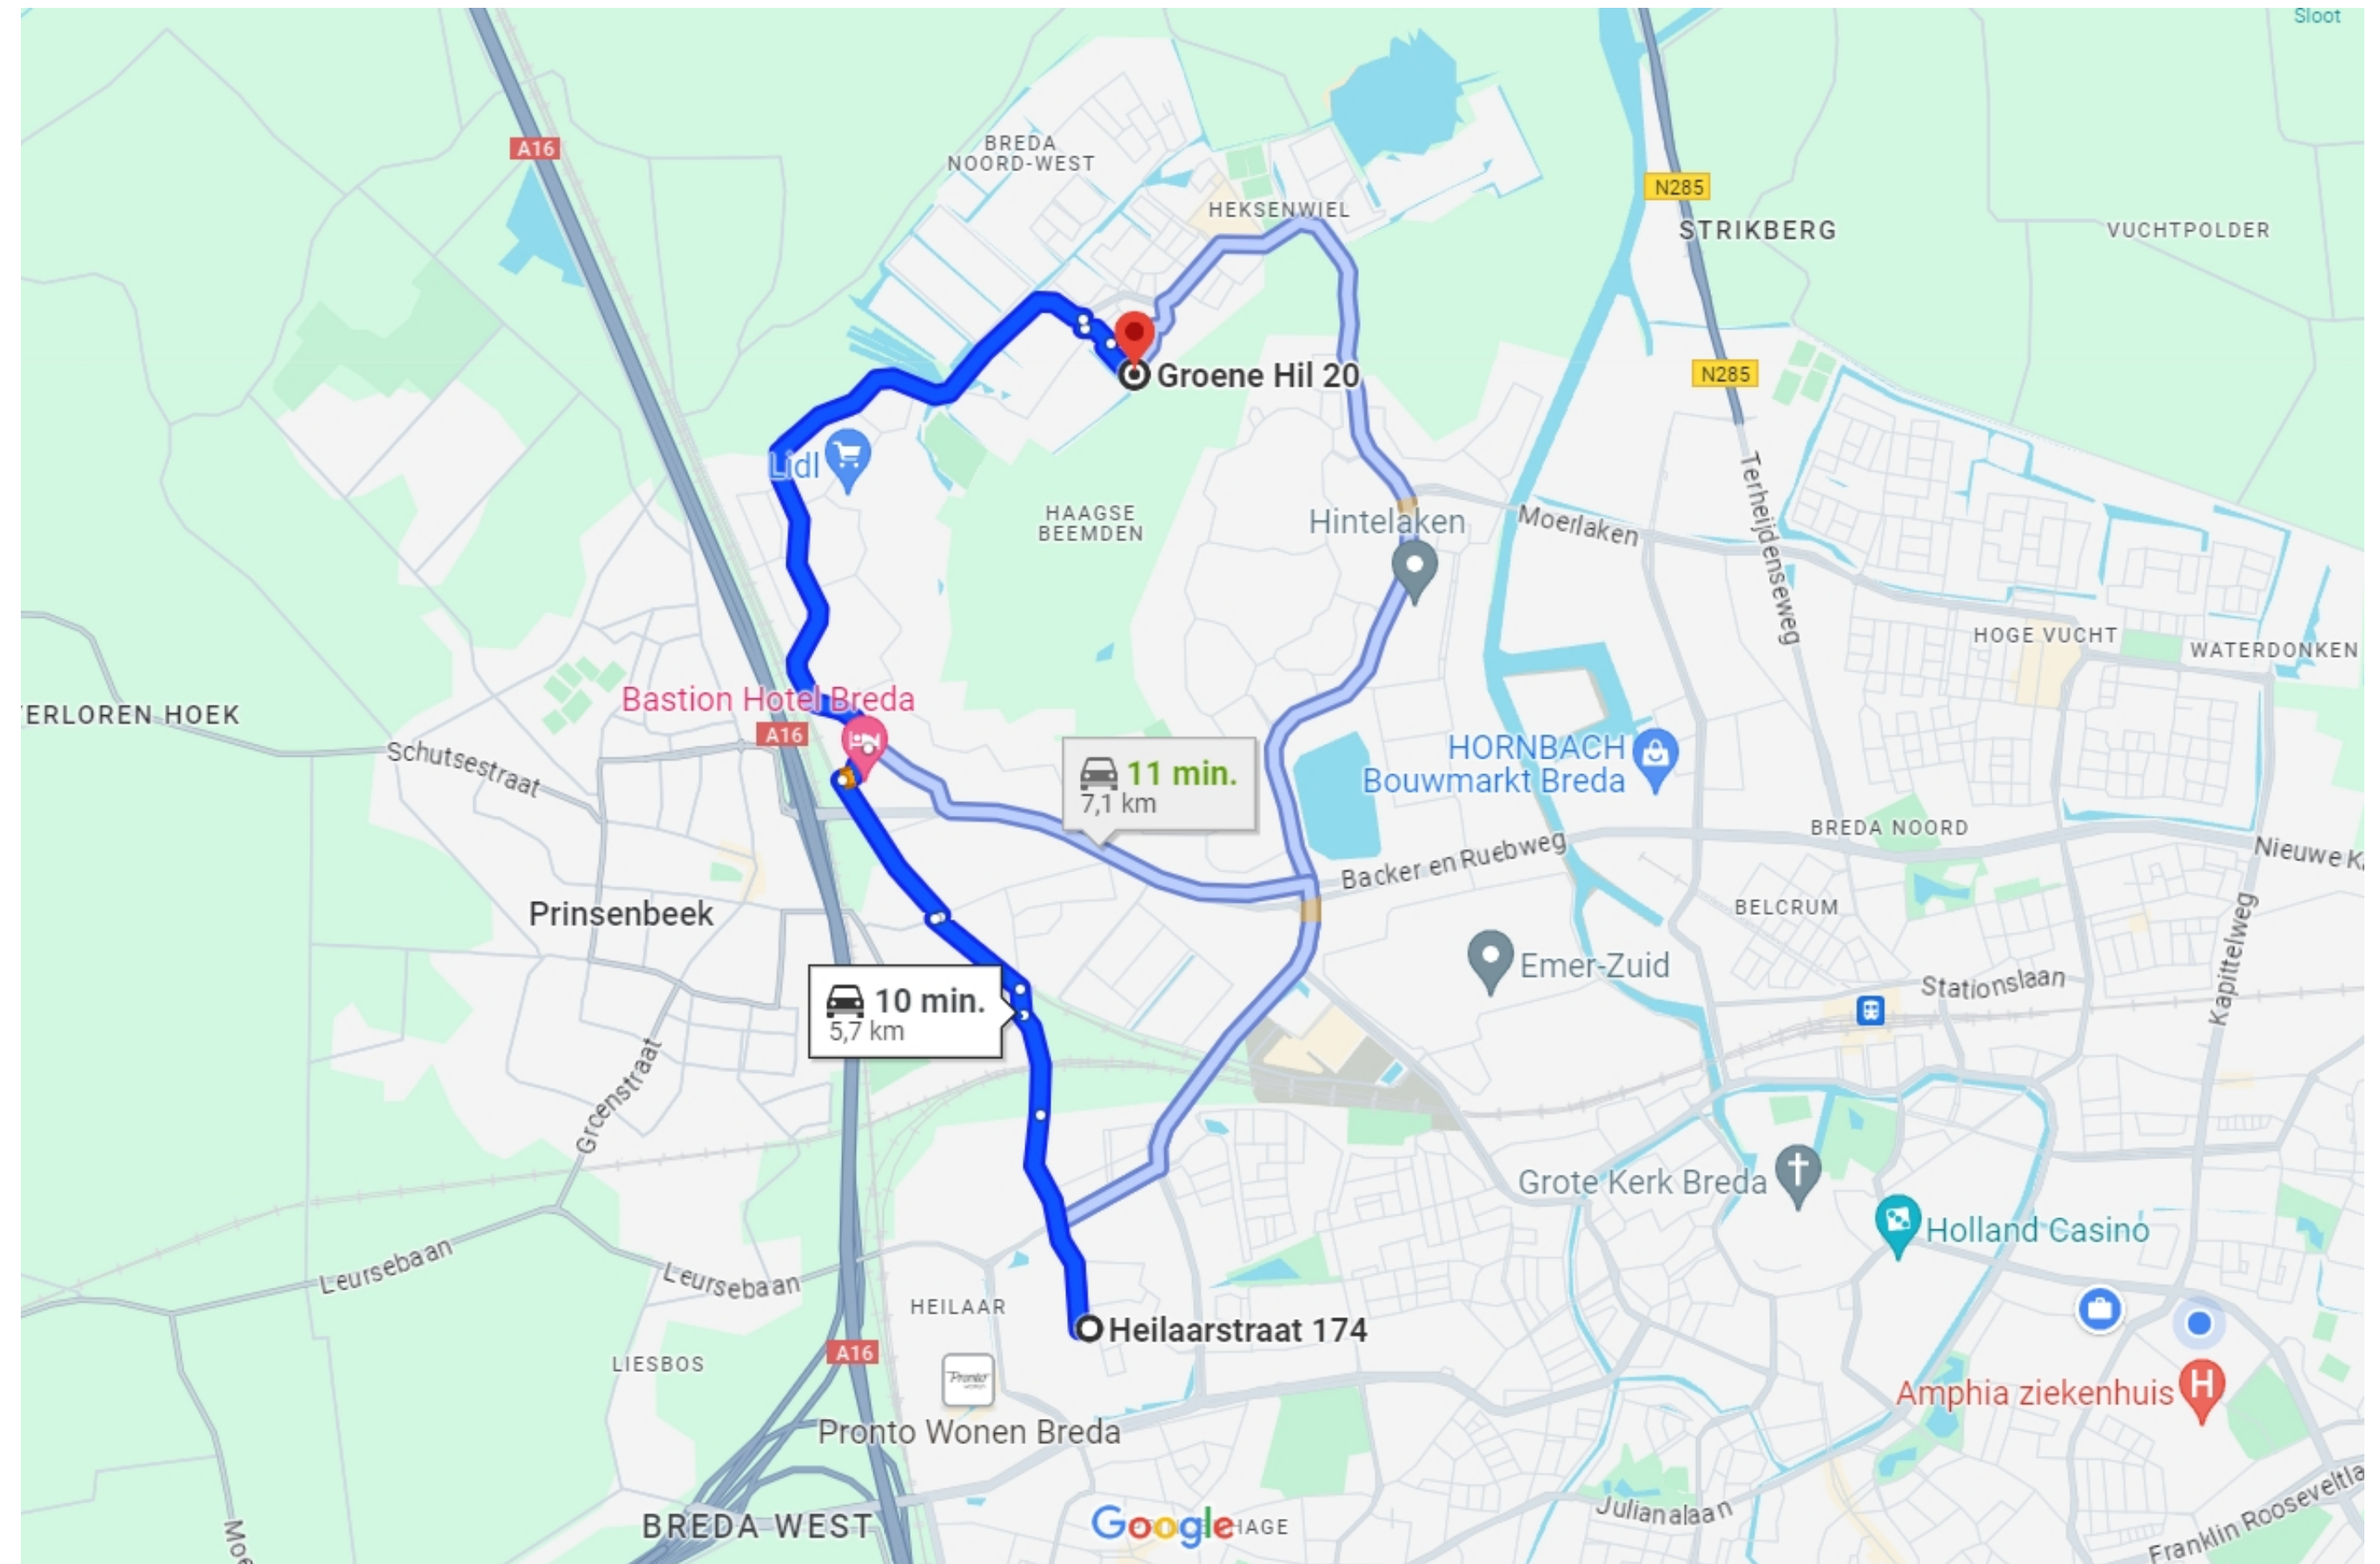 Sloot
A16
BREDA
NOORD-WEST
N285
HEKSENWIEL
STRIKBERG
VUCHTPOLDER
Groene Hil 20
N285
Lidl
Terheijdenseweg
HAAGSE
BEEMDEN
Hintelaken
Moerlaken
HOGE VUCHT
WATERDONKEN
Bastion Hotel Breda
ERLOREN HOEK
A16
Schutsestraat
11 min.
7,1 km
HORNBACH
Bouwmarkt Breda
BREDA NOORD
Backer en Ruebweg
Nieuwe K
Prinsenbeek
BELCRUM
Kapittelweg
Emer-Zuid
Stationslaan
10 min.
5,7 km
Groenstraat
Grote Kerk Breda
Holland Casino
Leursebaan
Leursebaan
HEILAAR
Heilaarstraat 174
A16
LIESBOS
Pronto
wonen
Amphia ziekenhuis
H
Pronto Wonen Breda
BREDA-WEST
Google
HAGE
Julianalaan
Franklin Rooseveltla
Moe